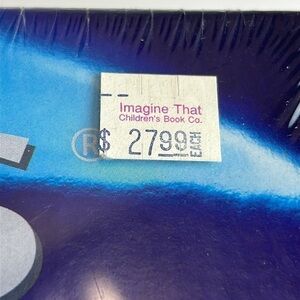 Imagine That
Children's Book Co.
® $ 27.99 EACH